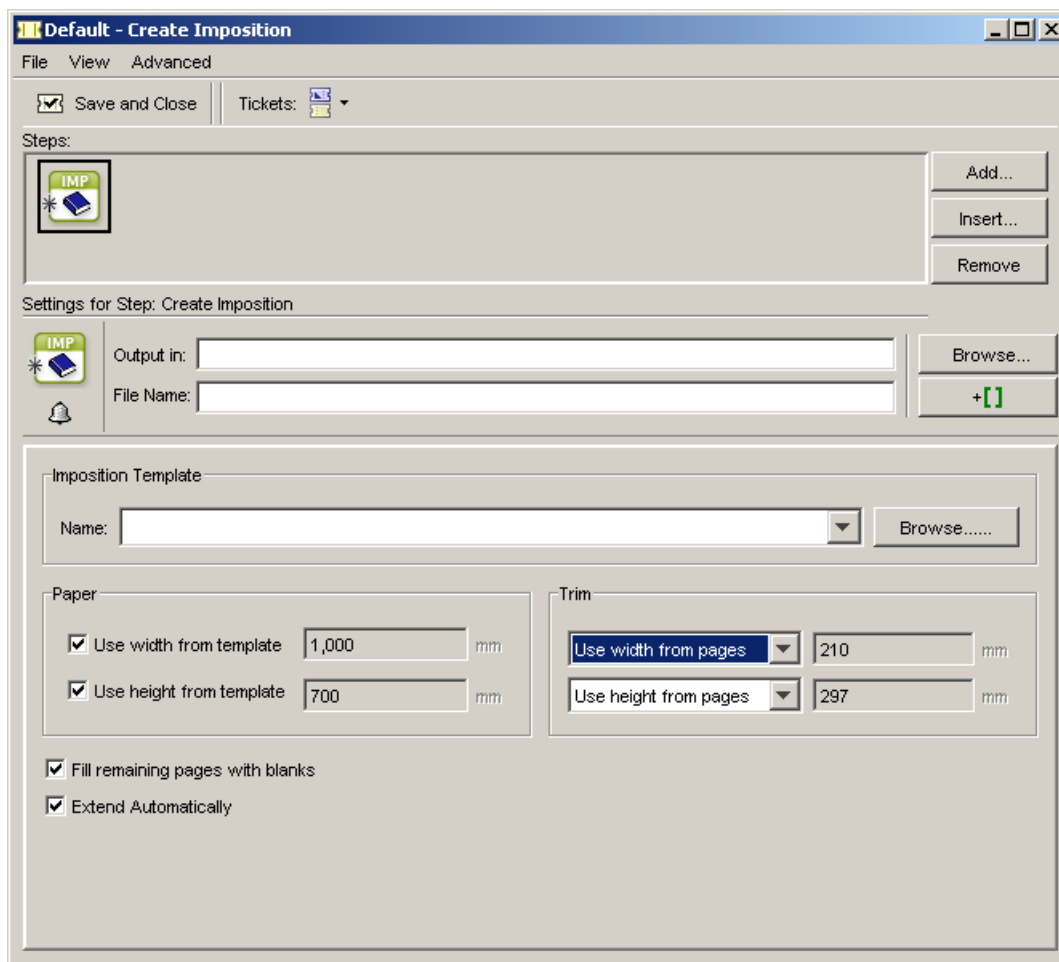 Default - Create Imposition
File View Advanced
Save and Close Tickets:
Steps:
IMP
Add...
Insert...
Remove
Settings for Step: Create Imposition
IMP
Output in:
Browse...
File Name:
+[]
Imposition Template
Name:
Browse......
Paper
Trim
Use width from template 1,000 mm
Use width from pages 210 mm
Use height from template 700 mm
Use height from pages 297 mm
Fill remaining pages with blanks
Extend Automatically